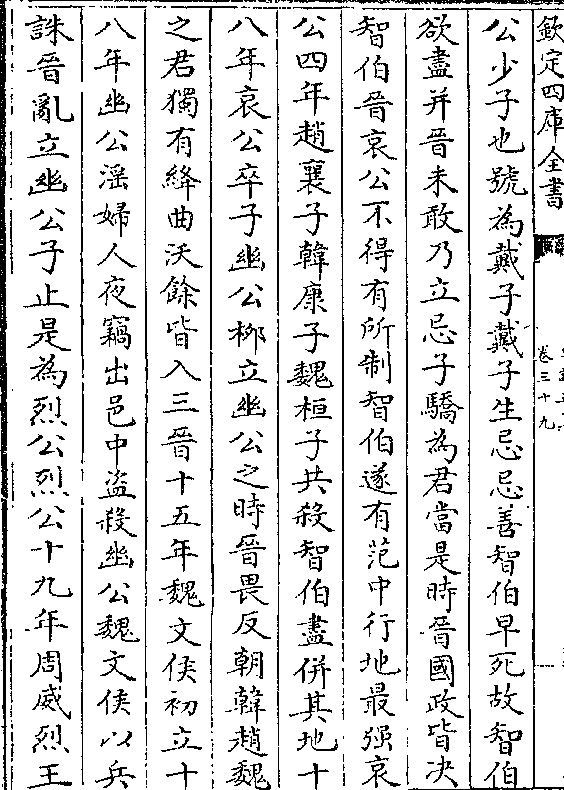 欽定四庫全書
卷三十九
公少子也號為戴子戴子生忌忌善智伯早死故智伯
欲盡并晉未敢乃立忌子驕為君當是時晉國政皆决
智伯晉哀公不得有所制智伯遂有范中行地最强哀
公四年趙襄子韓康子魏桓子共殺智伯盡併其地十
八年哀公卒子幽公柳立幽公之時晉畏反朝韓趙魏
之君獨有絳曲沃餘皆入三晉十五年魏文侯初立十
八年幽公淫婦人夜竊出邑中盗殺幽公魏文侯以兵
誅晉亂立幽公子止是為烈公烈公十九年周威烈王